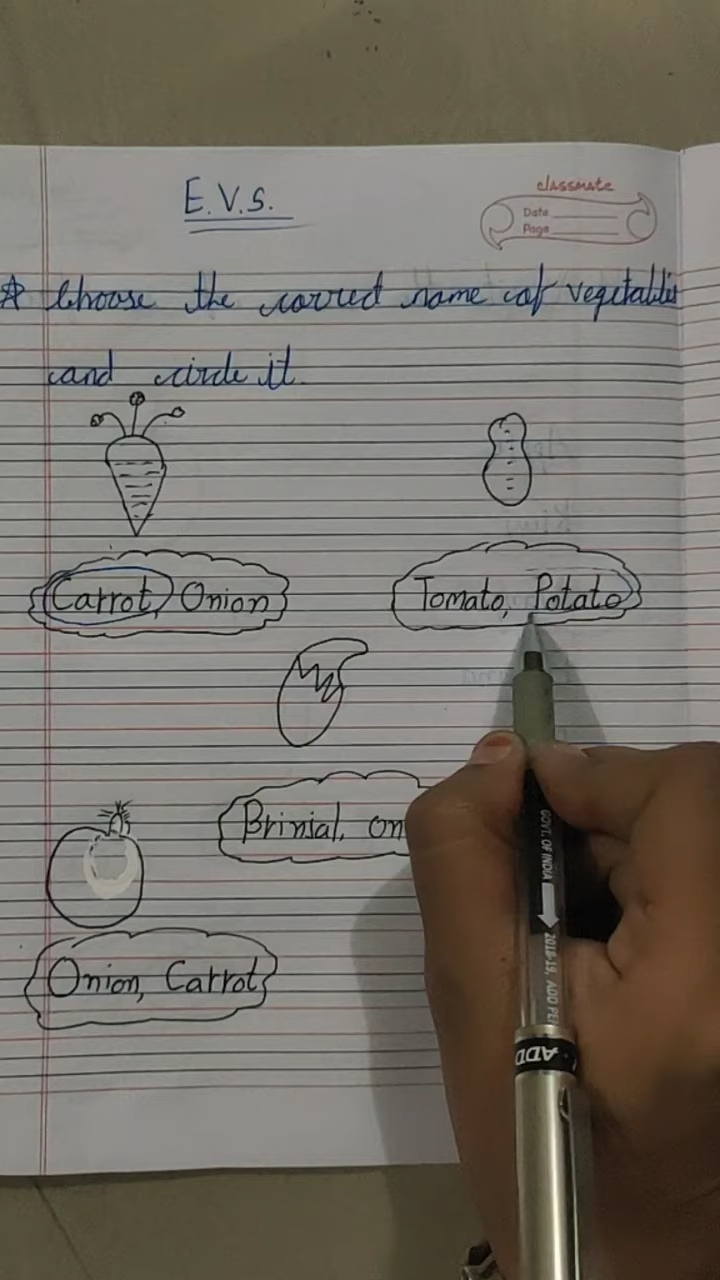 E.V.S.
classmate
Date
Page
Choose the correct name of vegetables
and circle it.
Carrot, Onion
Tomato, Potato
Brinjal, on
Onion, Carrot
GOVT. OF INDIA
2018-19, ADD PE
ADD